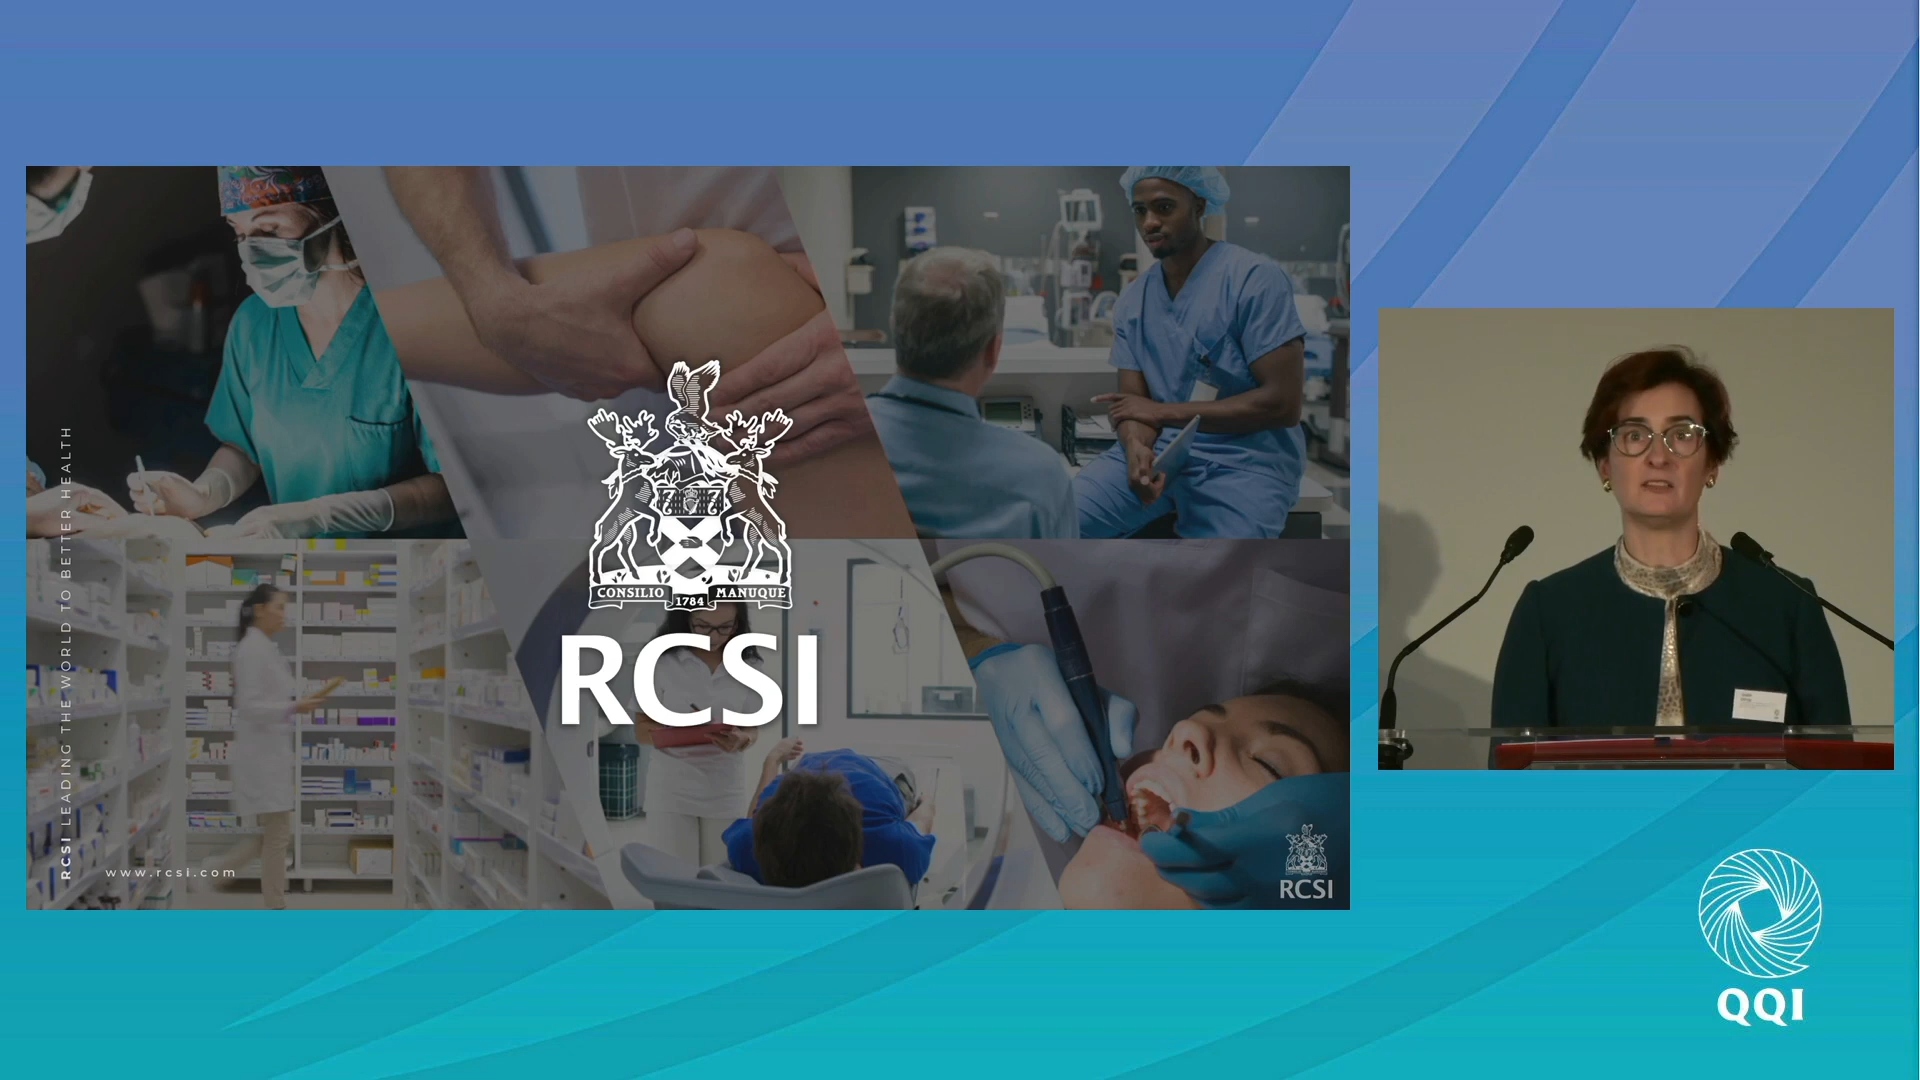 RCSI LEADING THE WORLD TO BETTER HEALTH
CONSILIO MANUQUE
1784
RCSI
www.rcsi.com
RCSI
QQI